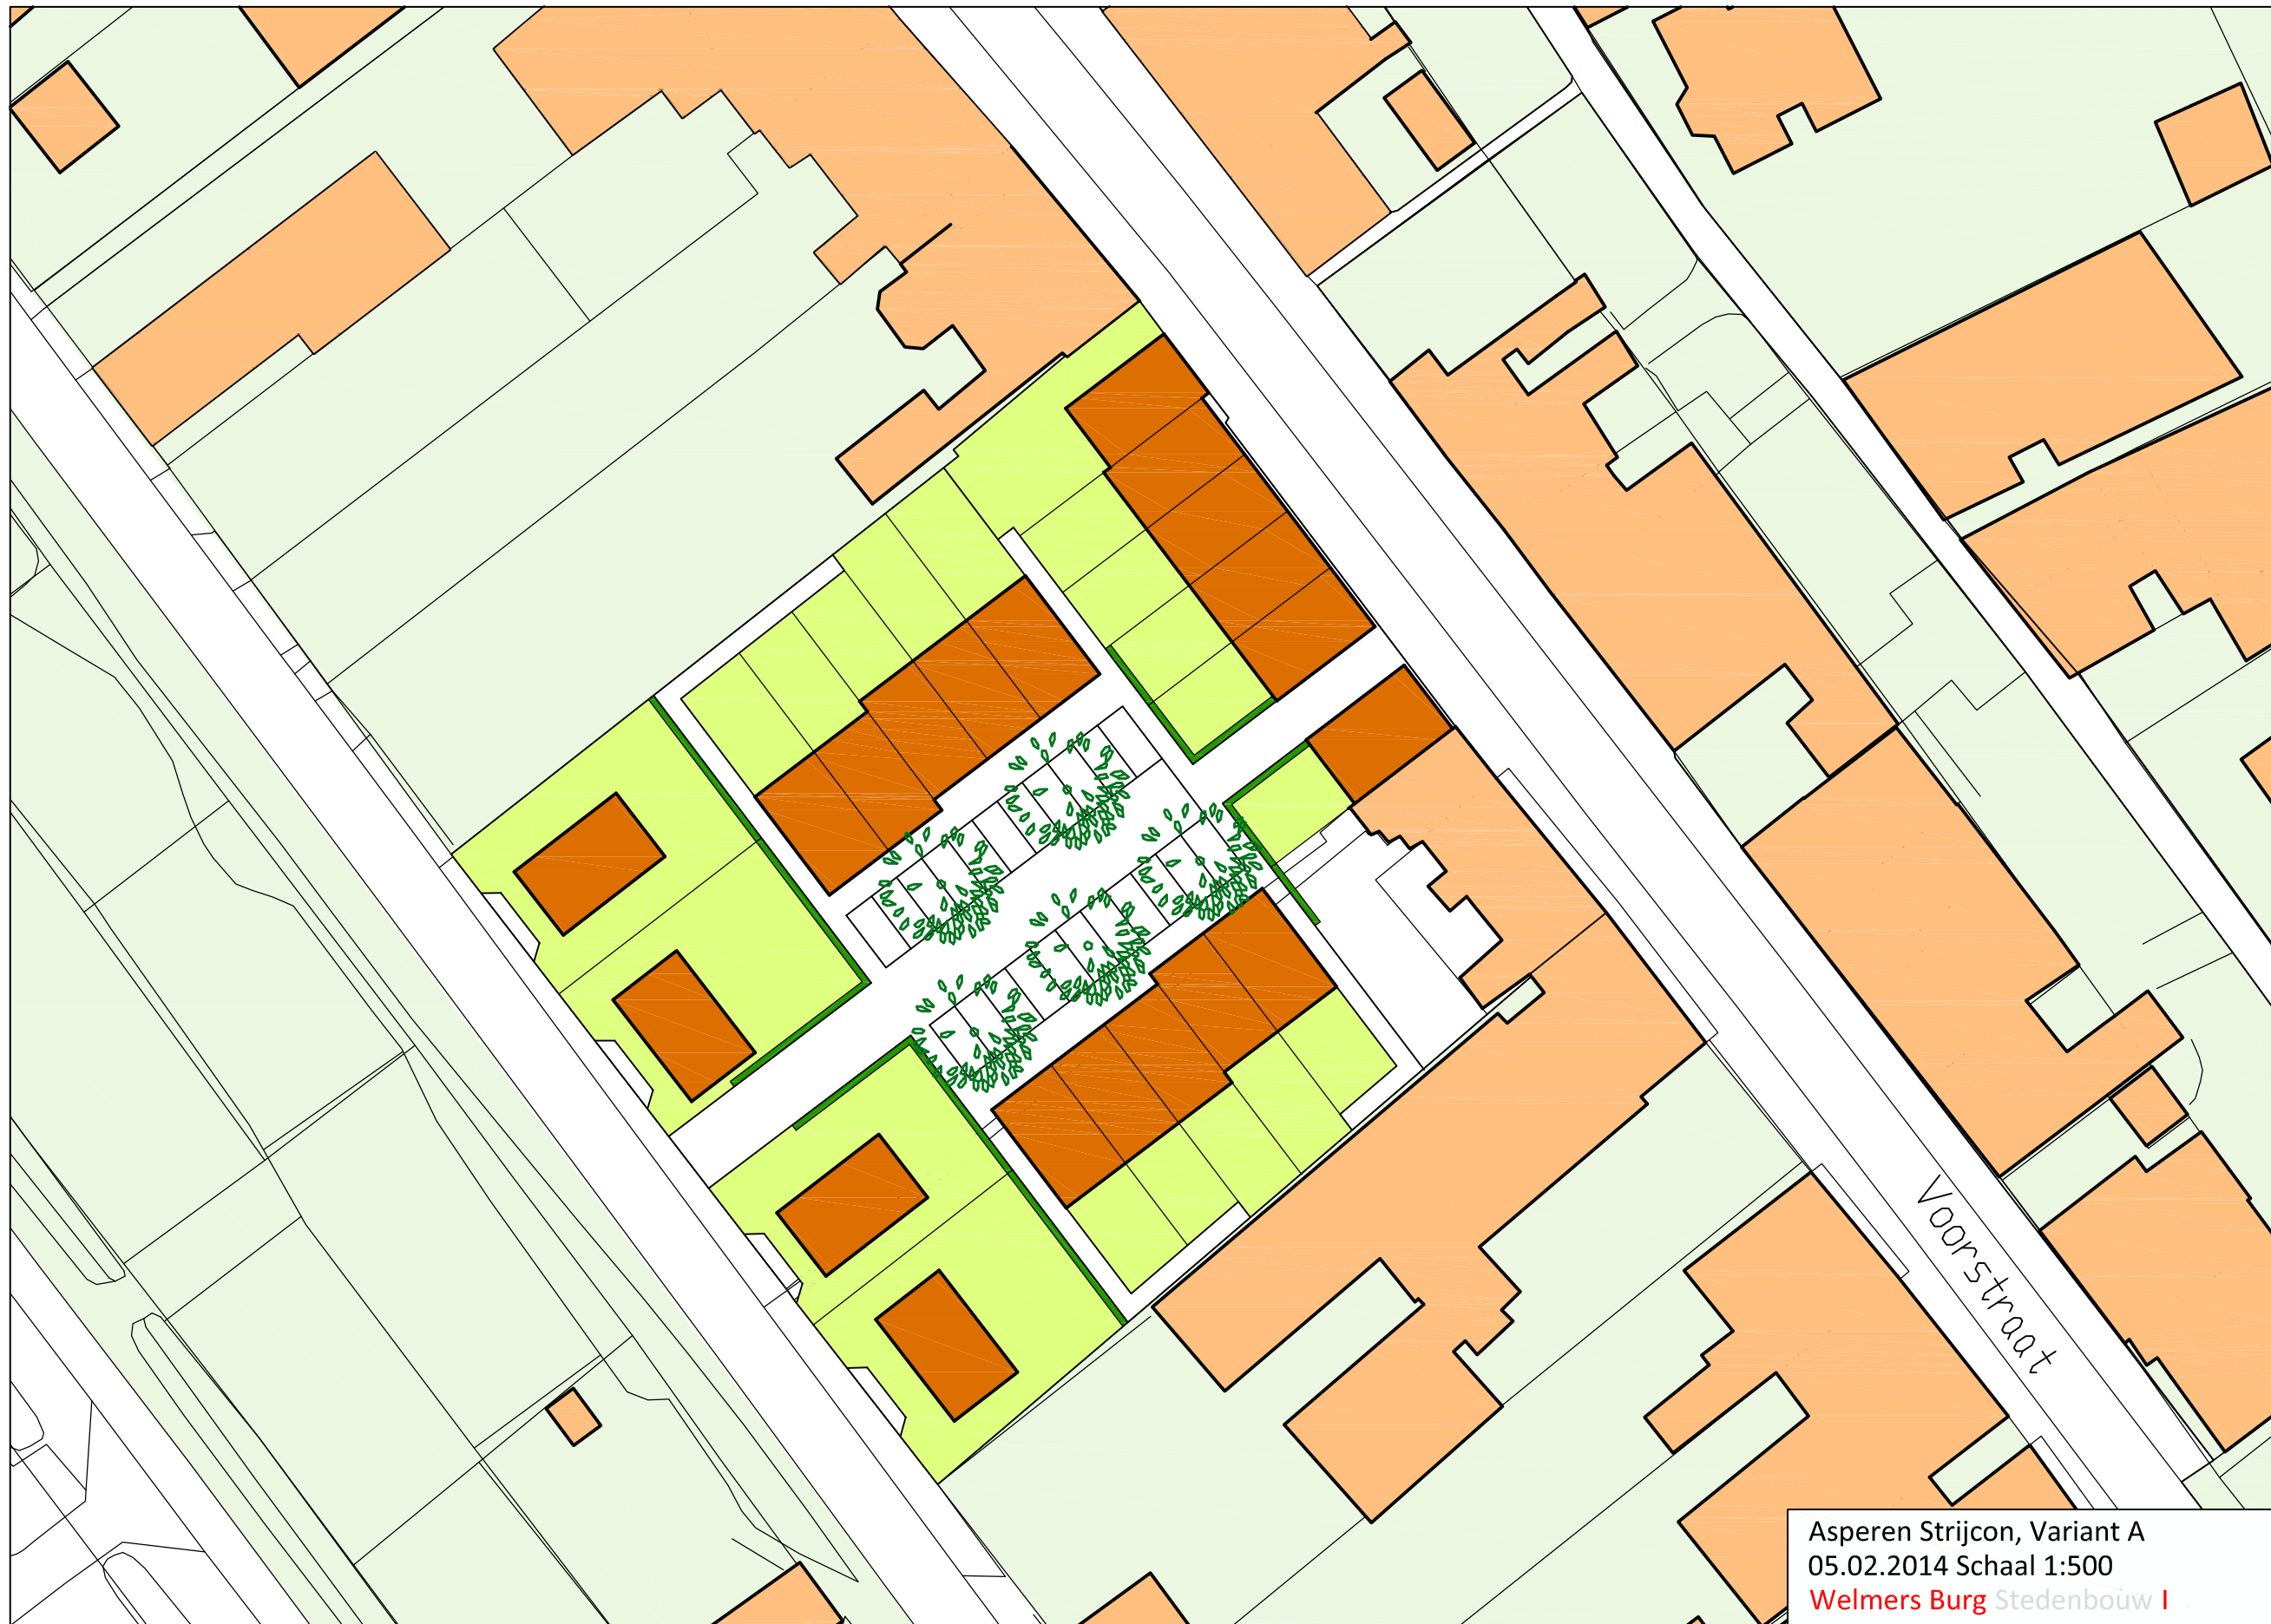 Voorstraat
Asperen Strijcon, Variant A
05.02.2014 Schaal 1:500
Welmers Burg Stedenbouw I